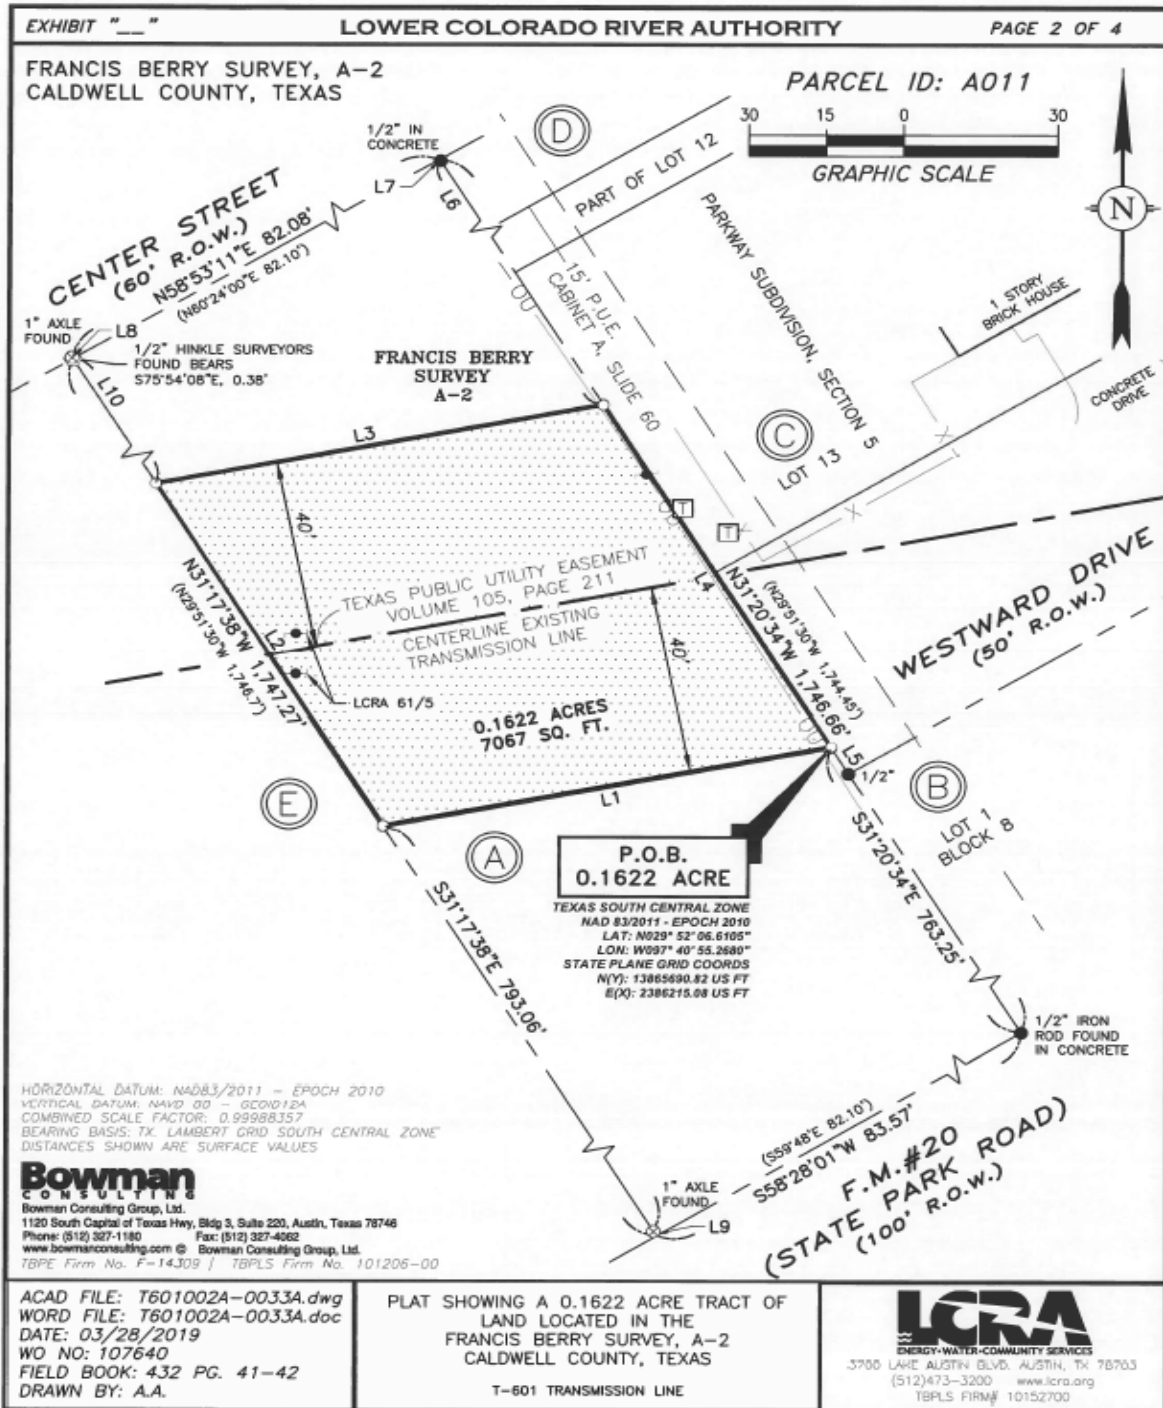 EXHIBIT "__"
LOWER COLORADO RIVER AUTHORITY
PAGE 2 OF 4
FRANCIS BERRY SURVEY, A-2
CALDWELL COUNTY, TEXAS
PARCEL ID: A011
30 15 0 30
GRAPHIC SCALE
N
1/2" IN
CONCRETE
L7
L6
D
PART OF LOT 12
PARKWAY SUBDIVISION, SECTION 5
CENTER STREET
(60' R.O.W.)
N58°53'11"E 82.08'
(N60°24'00"E 82.10')
1" AXLE
FOUND
L8
1/2" HINKLE SURVEYORS
FOUND BEARS
S75°54'08"E, 0.38'
L10
15' P.U.E.
CABINET A, SLIDE 60
OU
FRANCIS BERRY
SURVEY
A-2
1 STORY
BRICK HOUSE
CONCRETE
DRIVE
C
LOT 13
L3
40'
T
T
X
X
TEXAS PUBLIC UTILITY EASEMENT
VOLUME 105, PAGE 211
CENTERLINE EXISTING
TRANSMISSION LINE
L4
N31°20'34"W 1,746.66'
(N29°51'30"W 1,744.45')
N31°17'38"W 1,747.27'
(N29°51'30"W 1,746.7')
L2
LCRA 61/5
40'
0.1622 ACRES
7067 SQ. FT.
WESTWARD DRIVE
(50' R.O.W.)
L5
1/2"
B
LOT 1
BLOCK 8
E
L1
A
P.O.B.
0.1622 ACRE
TEXAS SOUTH CENTRAL ZONE
NAD 83/2011 - EPOCH 2010
LAT: N029° 52' 06.6105"
LON: W097° 40' 55.2680"
STATE PLANE GRID COORDS
N(Y): 13865690.82 US FT
E(X): 2386215.08 US FT
S31°20'34"E 763.25'
S31°17'38"E 793.06'
1/2" IRON
ROD FOUND
IN CONCRETE
HORIZONTAL DATUM: NAD83/2011 - EPOCH 2010
VERTICAL DATUM: NAVD 88 - GEOID12A
COMBINED SCALE FACTOR: 0.99988357
BEARING BASIS: TX. LAMBERT GRID SOUTH CENTRAL ZONE
DISTANCES SHOWN ARE SURFACE VALUES
(S59°48'E 82.10')
S58°28'01"W 83.57'
F.M.#20
(STATE PARK ROAD)
(100' R.O.W.)
1" AXLE
FOUND
L9
Bowman
CONSULTING
Bowman Consulting Group, Ltd.
1120 South Capital of Texas Hwy, Bldg 3, Suite 220, Austin, Texas 78746
Phone: (512) 327-1180 Fax: (512) 327-4062
www.bowmanconsulting.com © Bowman Consulting Group, Ltd.
TBPE Firm No. F-14309 | TBPLS Firm No. 101206-00
ACAD FILE: T601002A-0033A.dwg
WORD FILE: T601002A-0033A.doc
DATE: 03/28/2019
WO NO: 107640
FIELD BOOK: 432 PG. 41-42
DRAWN BY: A.A.
PLAT SHOWING A 0.1622 ACRE TRACT OF
LAND LOCATED IN THE
FRANCIS BERRY SURVEY, A-2
CALDWELL COUNTY, TEXAS
T-601 TRANSMISSION LINE
LCRA
ENERGY•WATER•COMMUNITY SERVICES
3700 LAKE AUSTIN BLVD. AUSTIN, TX 78703
(512)473-3200 www.lcra.org
TBPLS FIRM# 10152700